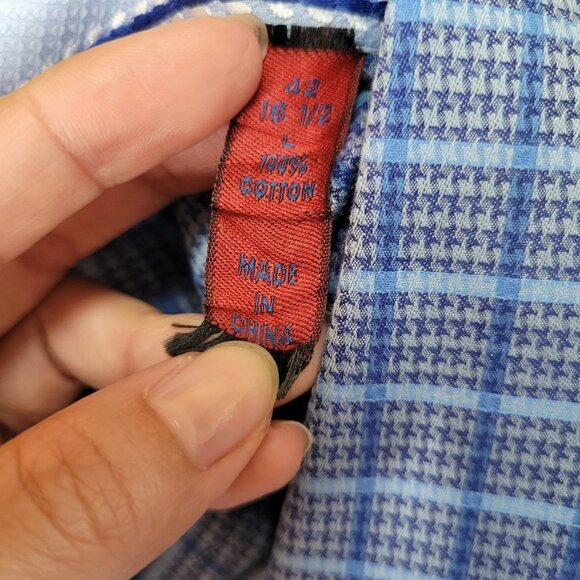 42
16 1/2
L
100%
COTTON
MADE
IN
CHINA